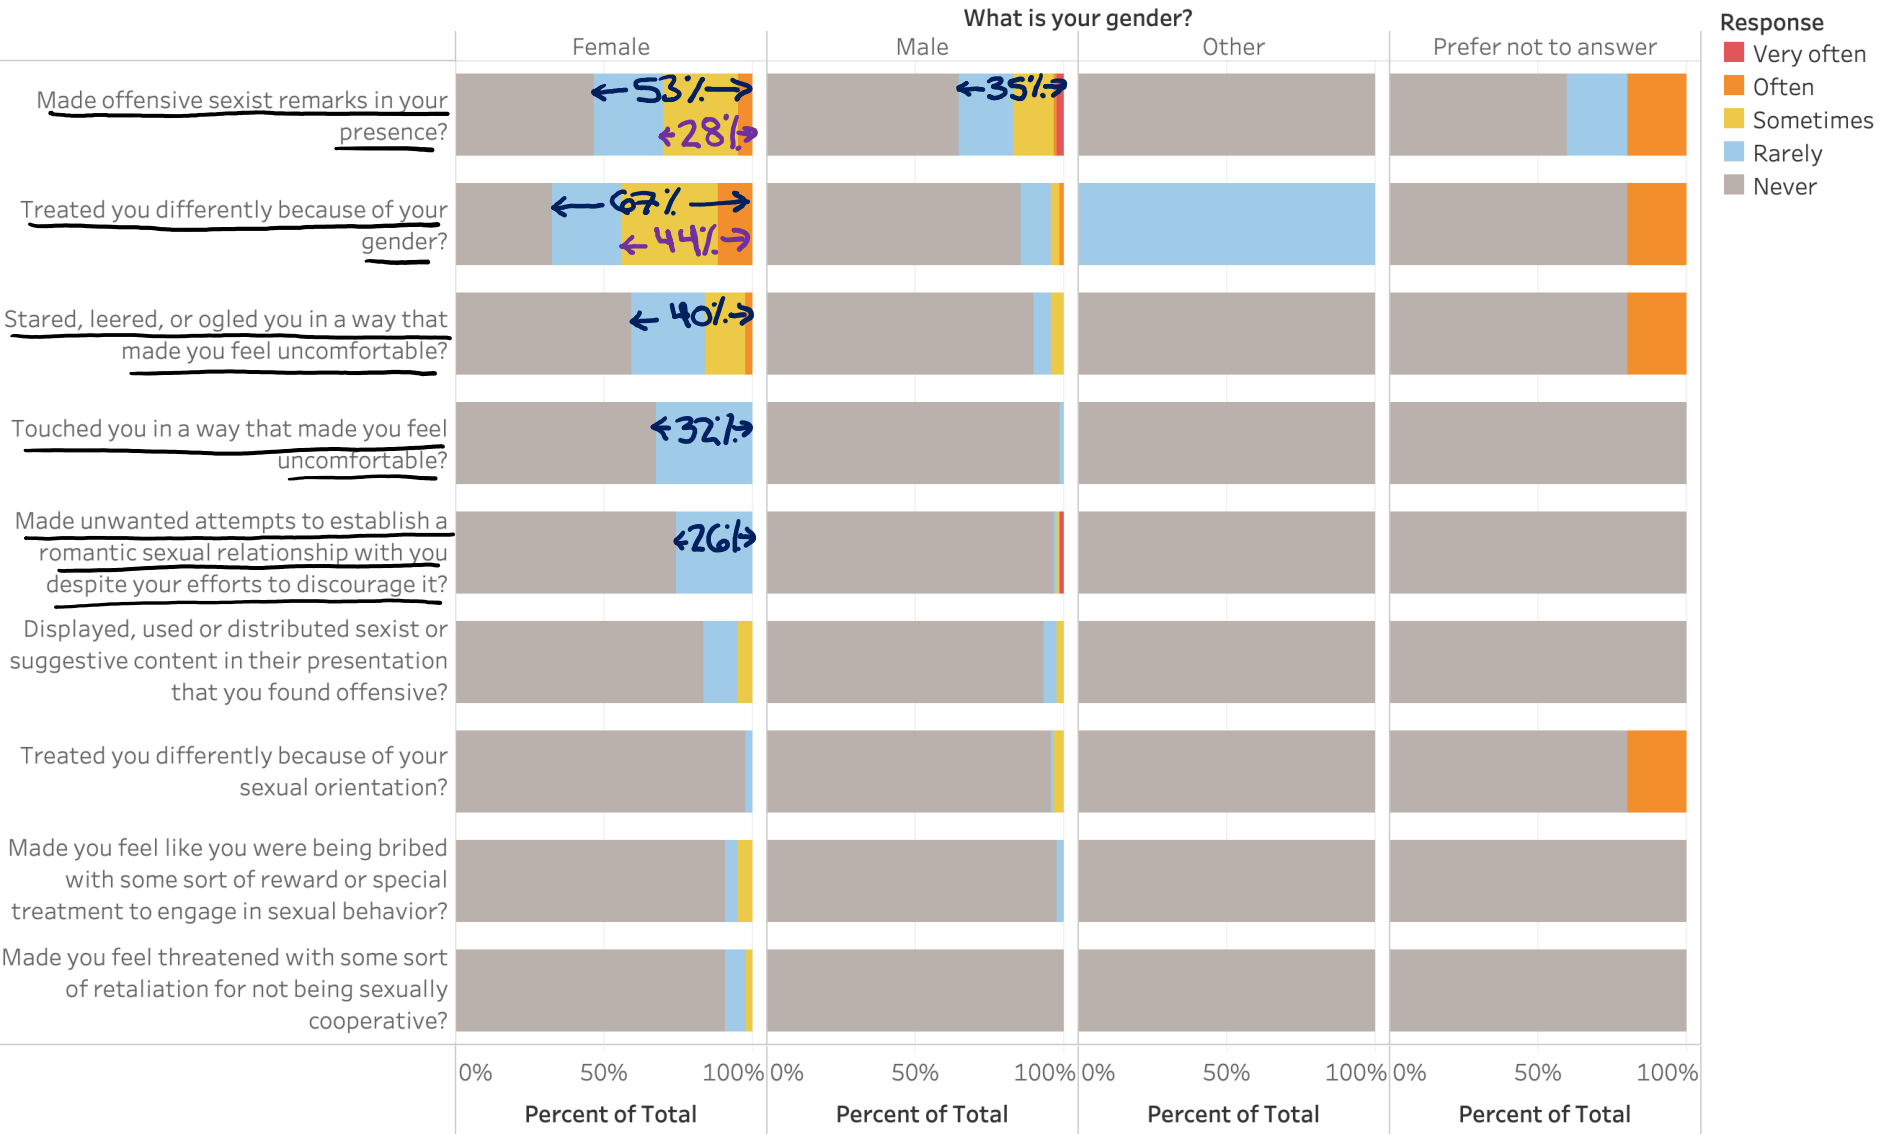 What is your gender?
Female Male Other Prefer not to answer
Response
Very often
Often
Sometimes
Rarely
Never
Made offensive sexist remarks in your
presence?
53%
28%
35%
Treated you differently because of your
gender?
67%
44%
Stared, leered, or ogled you in a way that
made you feel uncomfortable?
40%
Touched you in a way that made you feel
uncomfortable?
32%
Made unwanted attempts to establish a
romantic sexual relationship with you
despite your efforts to discourage it?
26%
Displayed, used or distributed sexist or
suggestive content in their presentation
that you found offensive?
Treated you differently because of your
sexual orientation?
Made you feel like you were being bribed
with some sort of reward or special
treatment to engage in sexual behavior?
Made you feel threatened with some sort
of retaliation for not being sexually
cooperative?
0% 50% 100% 0% 50% 100% 0% 50% 100% 0% 50% 100%
Percent of Total Percent of Total Percent of Total Percent of Total